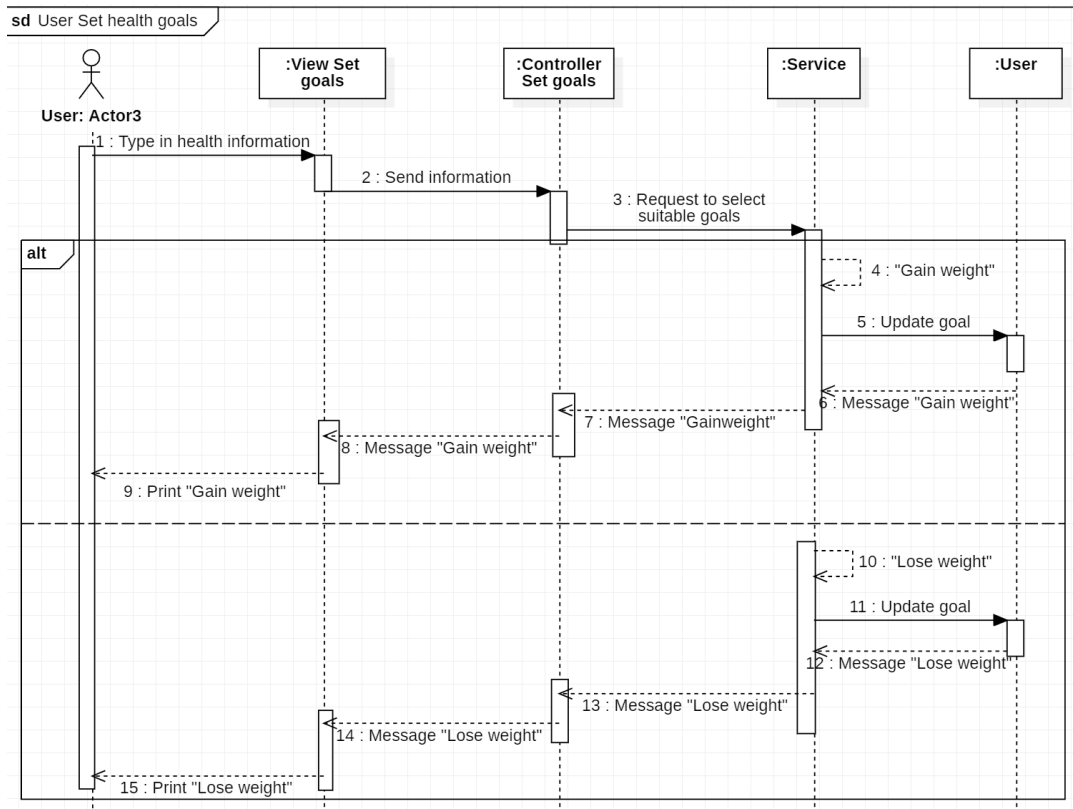 sd User Set health goals
:View Set
goals
:Controller
Set goals
:Service
:User
User: Actor3
1 : Type in health information
2 : Send information
3 : Request to select
suitable goals
alt
4 : "Gain weight"
5 : Update goal
6 : Message "Gain weight"
7 : Message "Gainweight"
8 : Message "Gain weight"
9 : Print "Gain weight"
10 : "Lose weight"
11 : Update goal
12 : Message "Lose weight"
13 : Message "Lose weight"
14 : Message "Lose weight"
15 : Print "Lose weight"